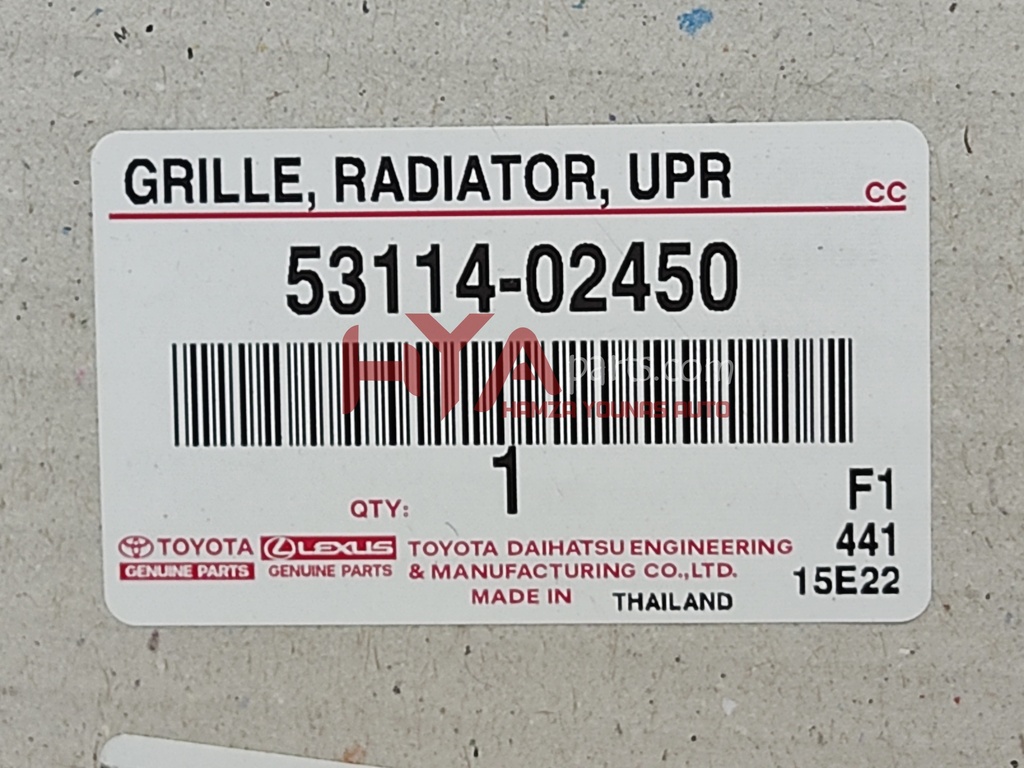 GRILLE, RADIATOR, UPR
CC
53114-02450
HYA parts.com
HAMZA YOUNAS AUTO
QTY: 1
F1
441
15E22
TOYOTA
GENUINE PARTS
LEXUS
GENUINE PARTS
TOYOTA DAIHATSU ENGINEERING
& MANUFACTURING CO.,LTD.
MADE IN THAILAND